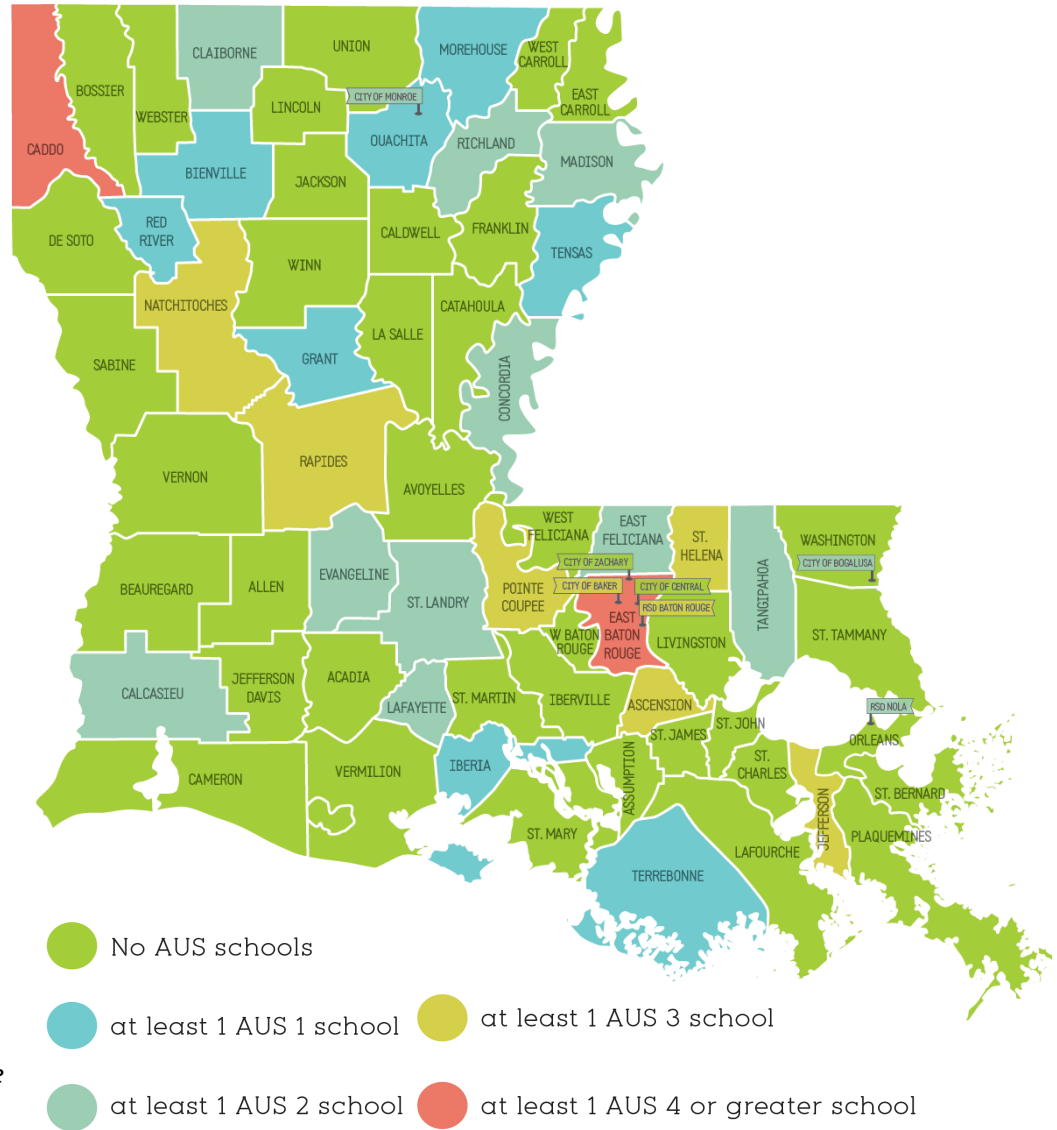 CLAIBORNE
UNION
MOREHOUSE
WEST
CARROLL
EAST
CARROLL
BOSSIER
WEBSTER
LINCOLN
CITY OF MONROE
OUACHITA
RICHLAND
MADISON
CADDO
BIENVILLE
JACKSON
RED
RIVER
DE SOTO
WINN
CALDWELL
FRANKLIN
TENSAS
NATCHITOCHES
CATAHOULA
LA SALLE
GRANT
SABINE
CONCORDIA
RAPIDES
VERNON
AVOYELLES
WEST
FELICIANA
EAST
FELICIANA
ST.
HELENA
WASHINGTON
CITY OF ZACHARY
CITY OF BOGALUSA
BEAUREGARD
ALLEN
EVANGELINE
ST. LANDRY
POINTE
COUPEE
CITY OF BAKER
CITY OF CENTRAL
RSD BATON ROUGE
EAST
BATON
ROUGE
W BATON
ROUGE
LIVINGSTON
TANGIPAHOA
ST. TAMMANY
CALCASIEU
JEFFERSON
DAVIS
ACADIA
LAFAYETTE
ST. MARTIN
IBERVILLE
ASCENSION
ST. JAMES
ST. JOHN
RSD NOLA
ORLEANS
CAMERON
VERMILION
IBERIA
ASSUMPTION
ST.
CHARLES
JEFFERSON
ST. BERNARD
ST. MARY
LAFOURCHE
PLAQUEMINES
TERREBONNE
No AUS schools
at least 1 AUS 1 school
at least 1 AUS 3 school
?
at least 1 AUS 2 school
at least 1 AUS 4 or greater school